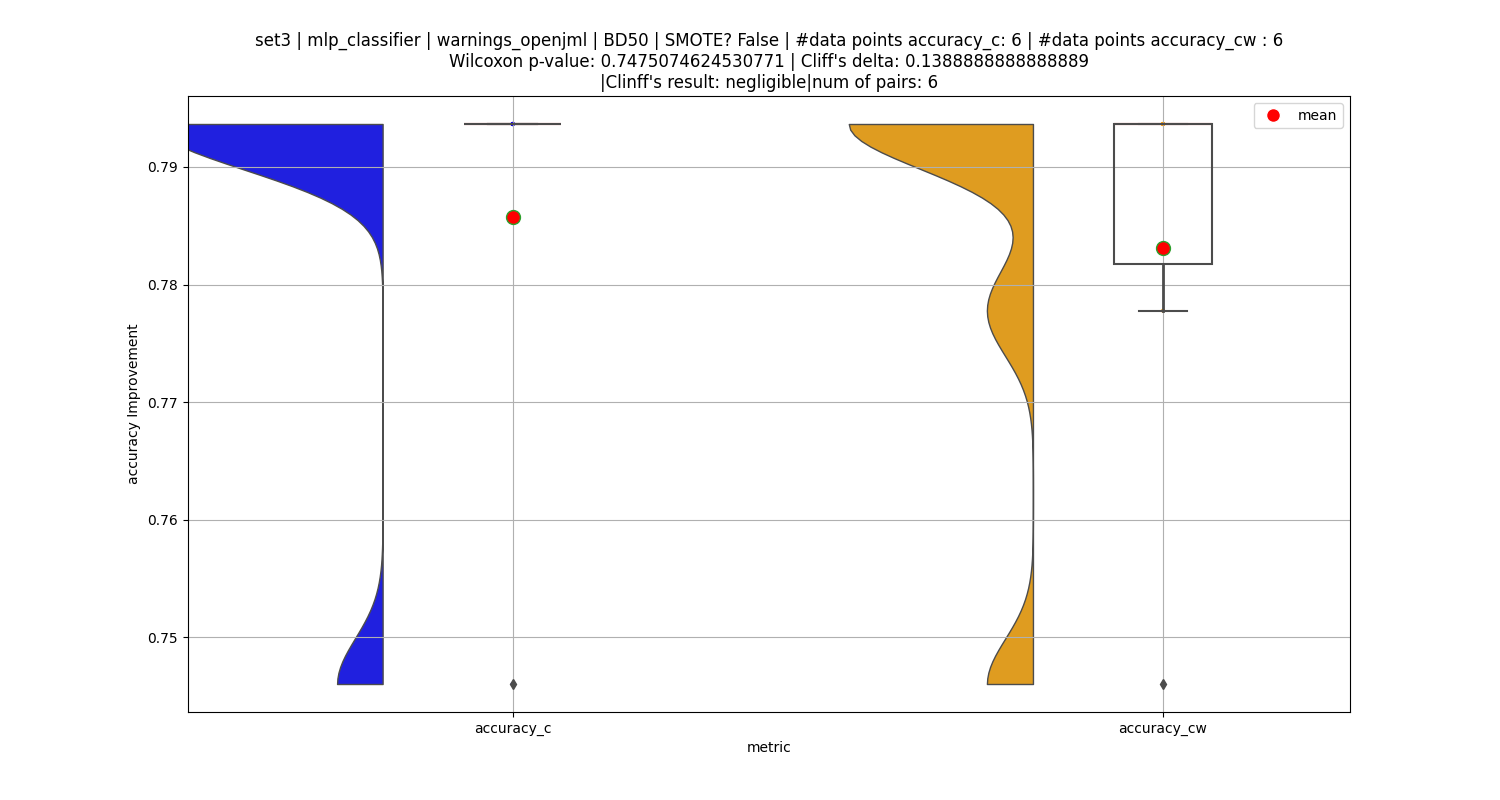 set3 | mlp_classifier | warnings_openjml | BD50 | SMOTE? False | #data points accuracy_c: 6 | #data points accuracy_cw : 6
Wilcoxon p-value: 0.7475074624530771 | Cliff's delta: 0.1388888888888889
|Clinff's result: negligible|num of pairs: 6
mean
0.79
0.78
0.77
0.76
0.75
accuracy Improvement
accuracy_c
accuracy_cw
metric